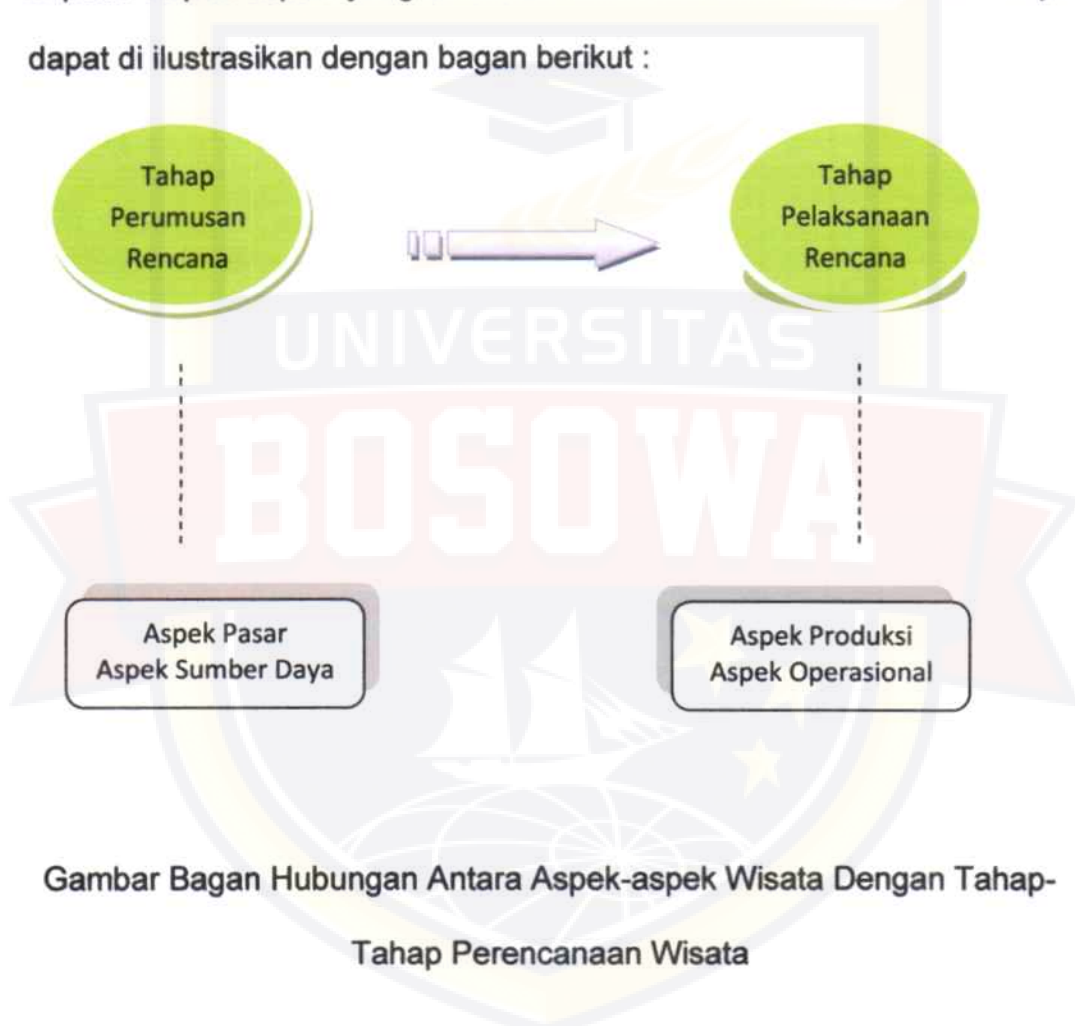 dapat di ilustrasikan dengan bagan berikut :
Tahap
Perumusan
Rencana
Tahap
Pelaksanaan
Rencana
UNIVERSITAS
BOSOWA
Aspek Pasar
Aspek Sumber Daya
Aspek Produksi
Aspek Operasional
Gambar Bagan Hubungan Antara Aspek-aspek Wisata Dengan Tahap-
Tahap Perencanaan Wisata